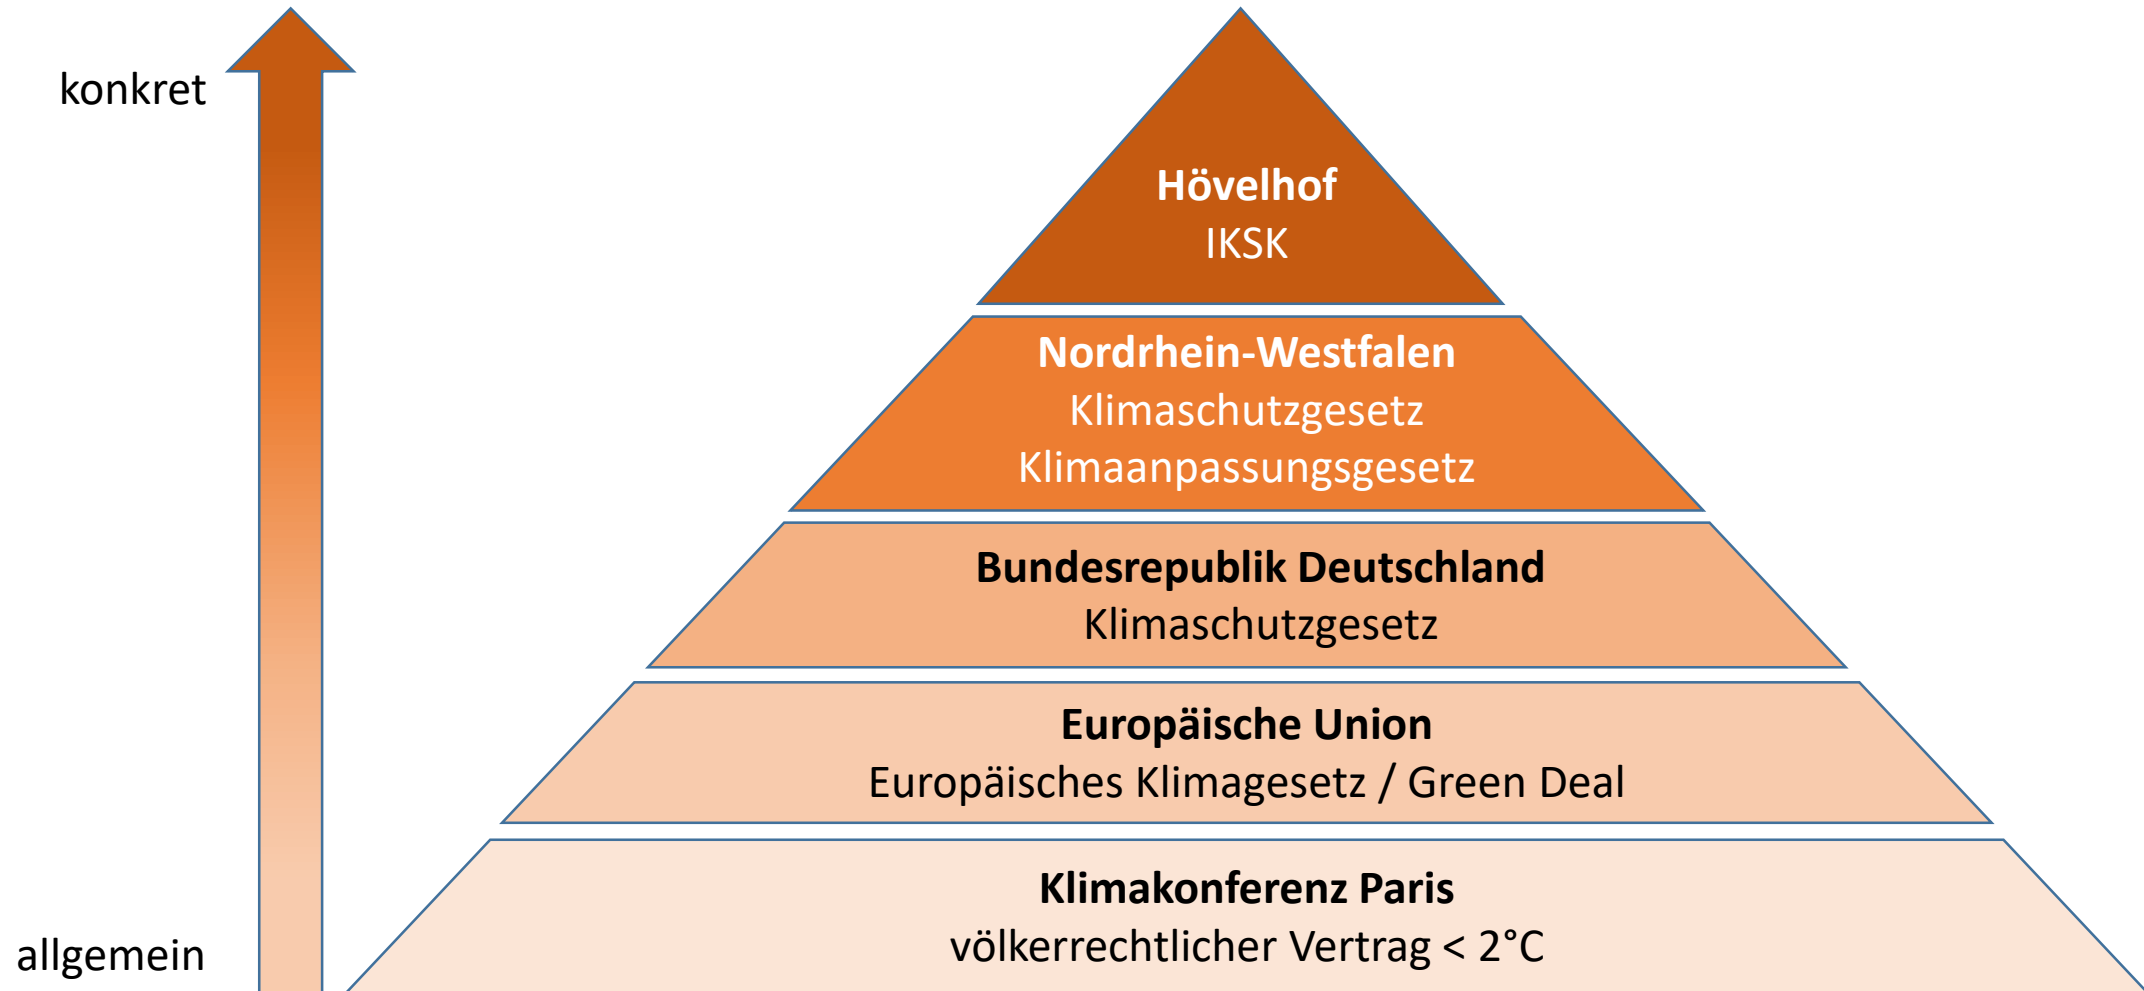 konkret
Hövelhof
IKSK
Nordrhein-Westfalen
Klimaschutzgesetz
Klimaanpassungsgesetz
Bundesrepublik Deutschland
Klimaschutzgesetz
Europäische Union
Europäisches Klimagesetz / Green Deal
Klimakonferenz Paris
völkerrechtlicher Vertrag < 2°C
allgemein